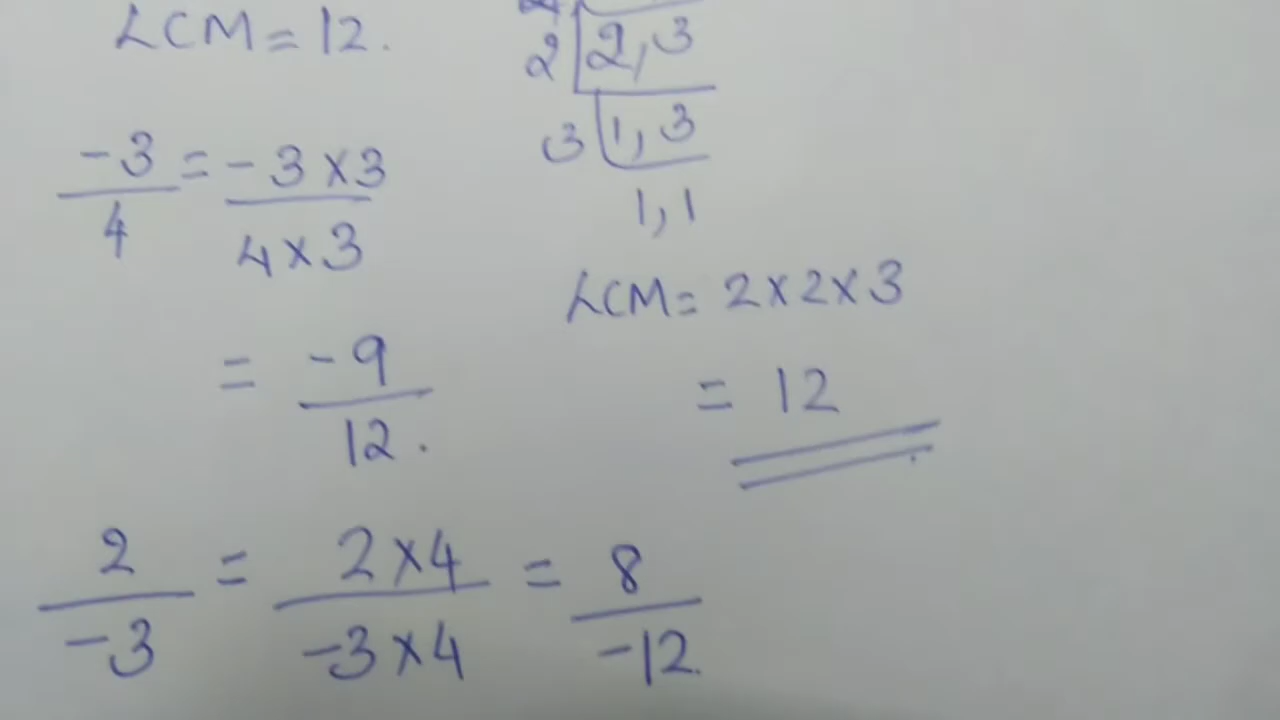 LCM = 12.
-3/4 = -3×3/4×3
= -9/12.
2/-3 = 2×4/-3×4 = 8/-12.
2 | 2, 3
3 | 1, 3
1, 1
LCM = 2×2×3
= 12